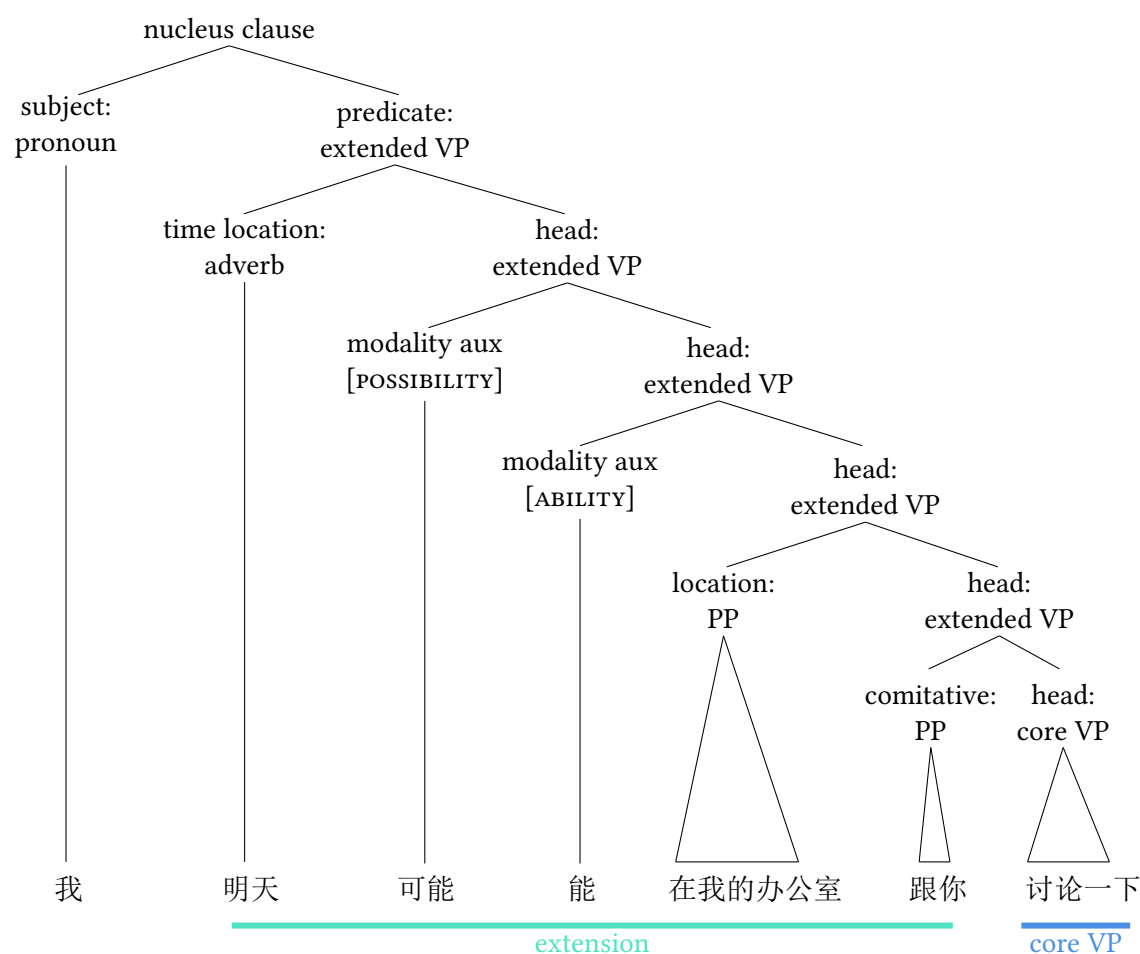 nucleus clause
subject:
pronoun
predicate:
extended VP
time location:
adverb
head:
extended VP
modality aux
[POSSIBILITY]
head:
extended VP
modality aux
[ABILITY]
head:
extended VP
location:
PP
head:
extended VP
comitative:
PP
head:
core VP
我 明天 可能 能 在我的办公室 跟你 讨论一下
extension core VP